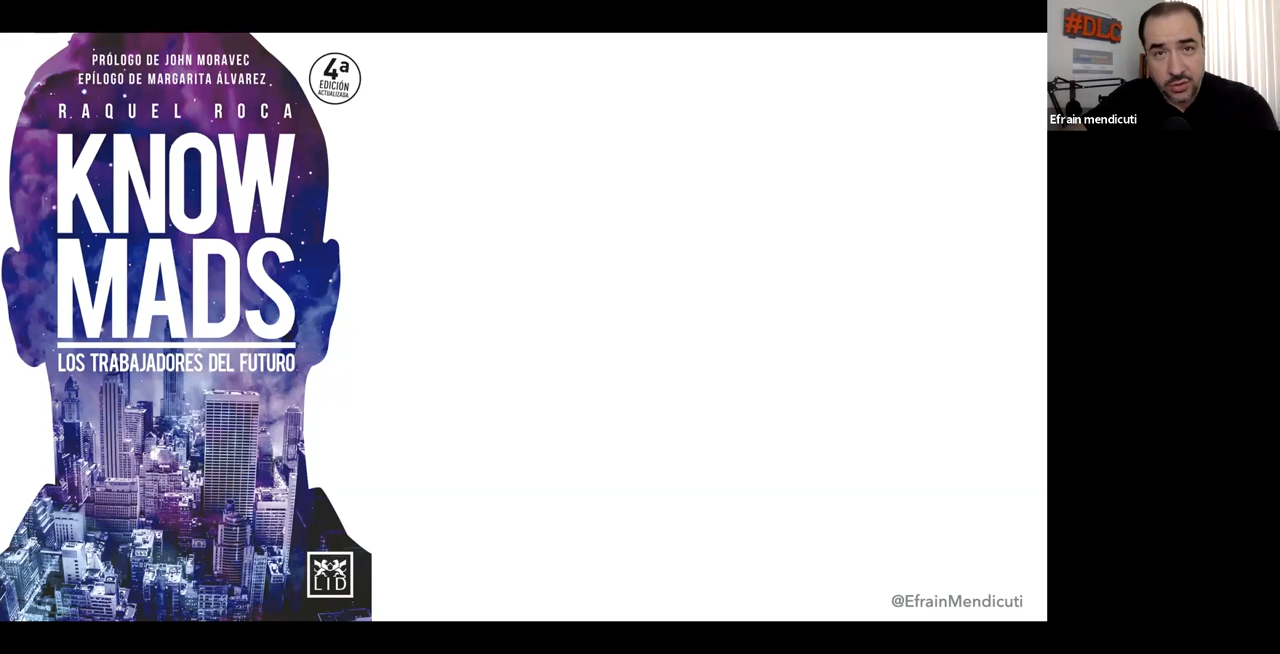 PRÓLOGO DE JOHN MORAVEC
EPÍLOGO DE MARGARITA ÁLVAREZ
4ª
EDICIÓN
ACTUALIZADA
RAQUEL ROCA
KNOW
MADS
LOS TRABAJADORES DEL FUTURO
LID
@EfrainMendicuti
#DLC
Efrain mendicuti